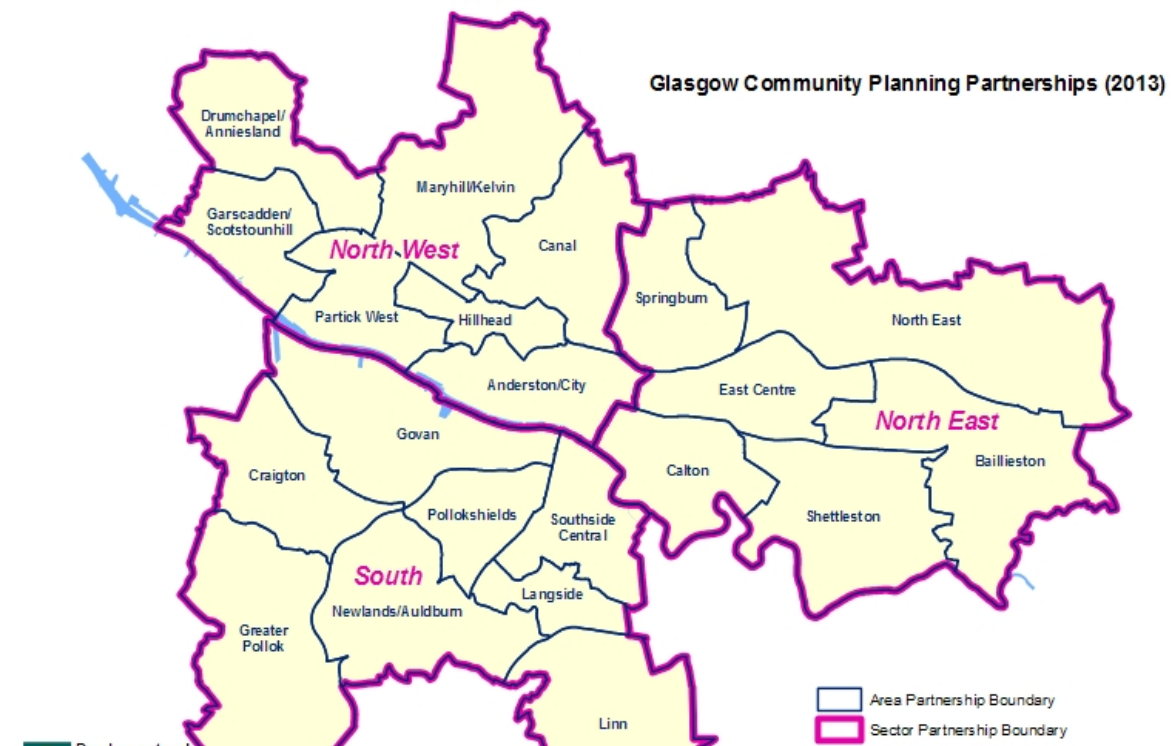 Glasgow Community Planning Partnerships (2013)
Drumchapel/
Anniesland
Maryhill/Kelvin
Garscadden/
Scotstounhill
North West
Canal
Springburn
Partick West
Hillhead
North East
Anderston/City
East Centre
North East
Govan
Baillieston
Calton
Craigton
Pollokshields
Southside
Central
Shettleston
South
Langside
Newlands/Auldburn
Greater
Pollok
Linn
Area Partnership Boundary
Sector Partnership Boundary